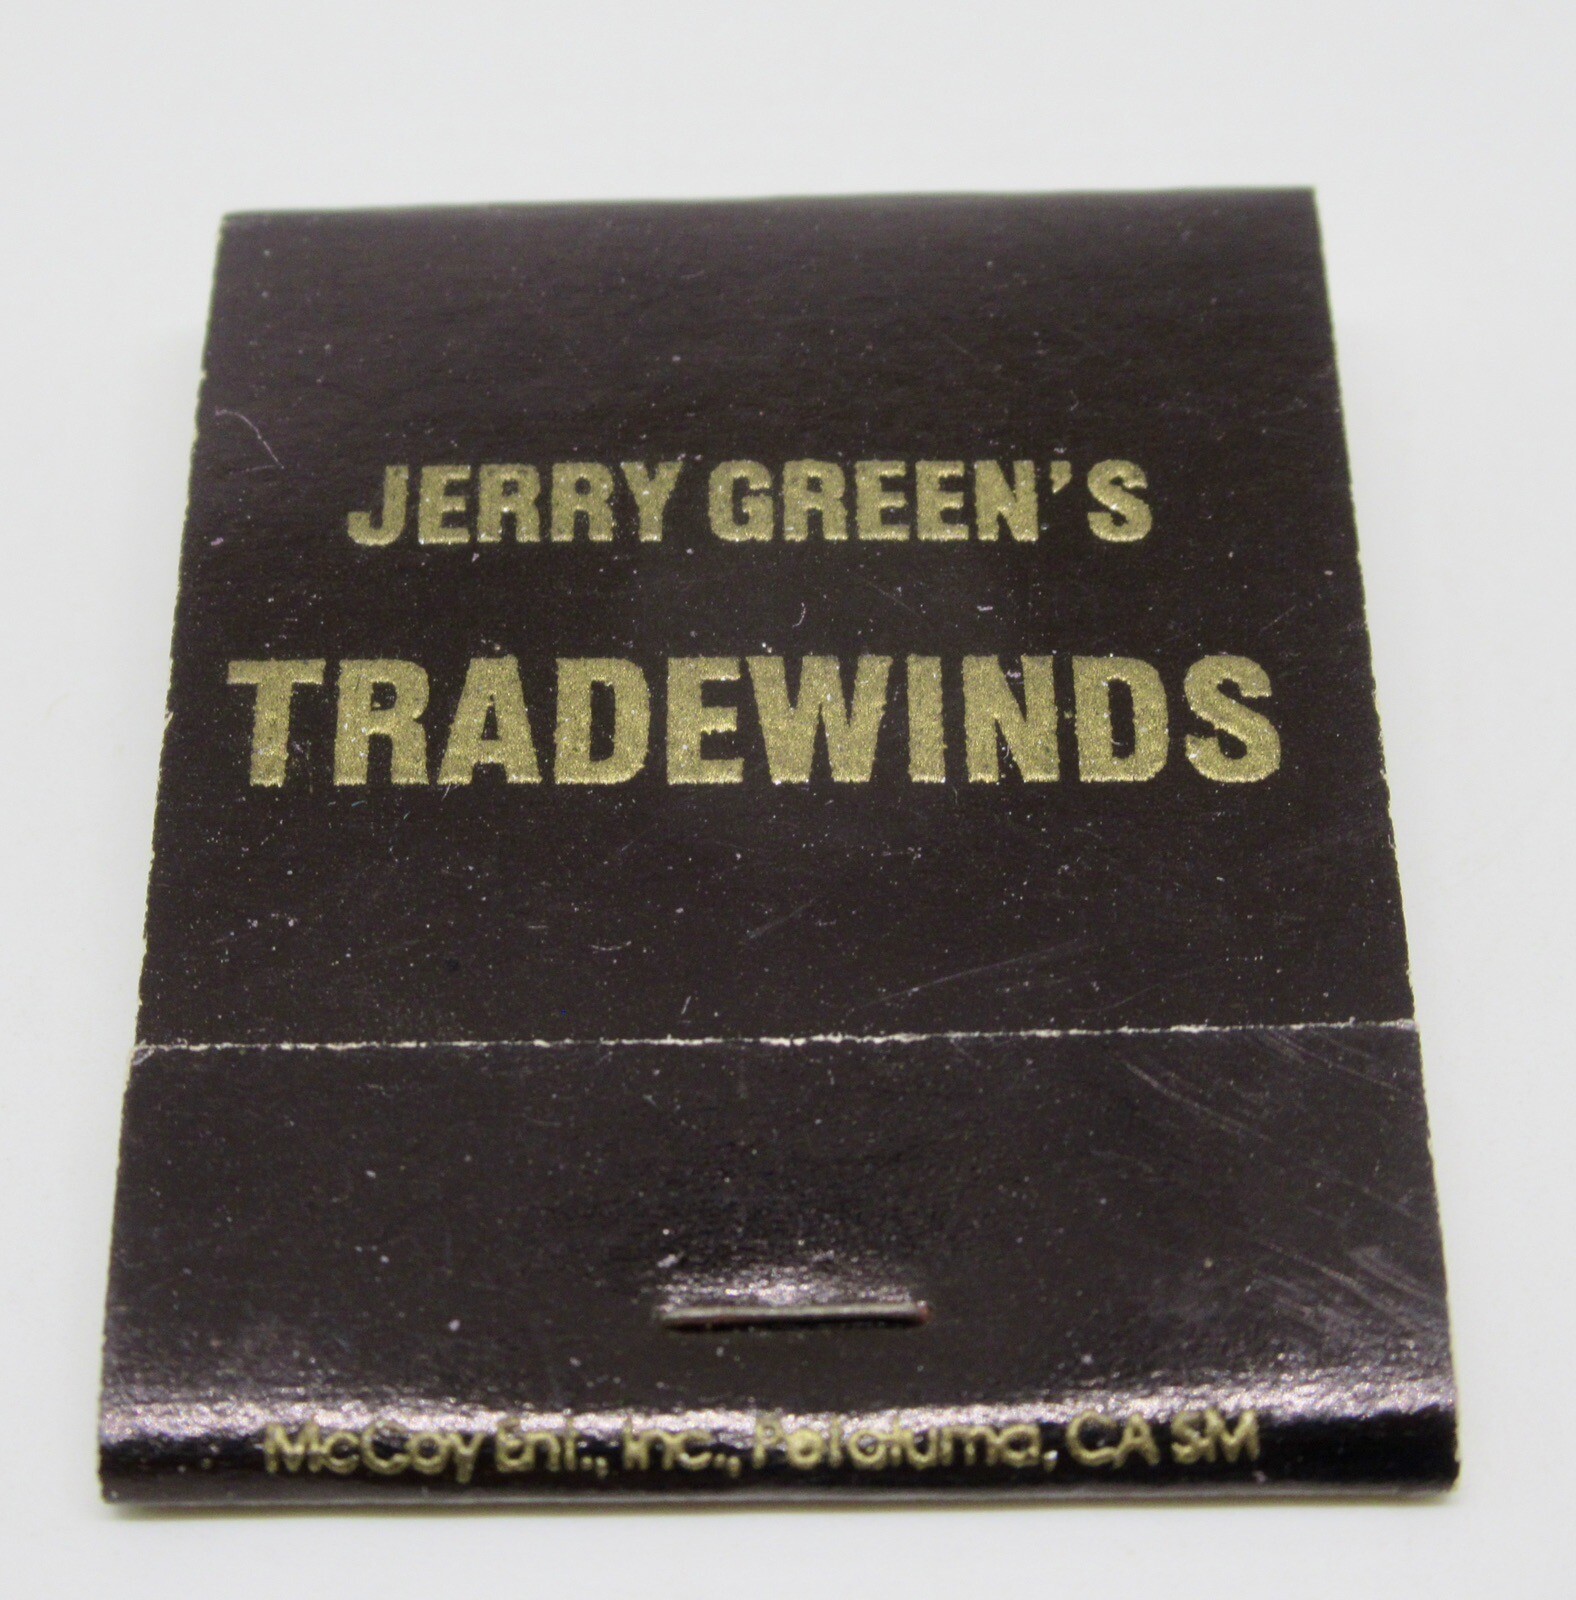 JERRY GREEN'S
TRADEWINDS
McCoy Ent., Inc., Petaluma, CA SM